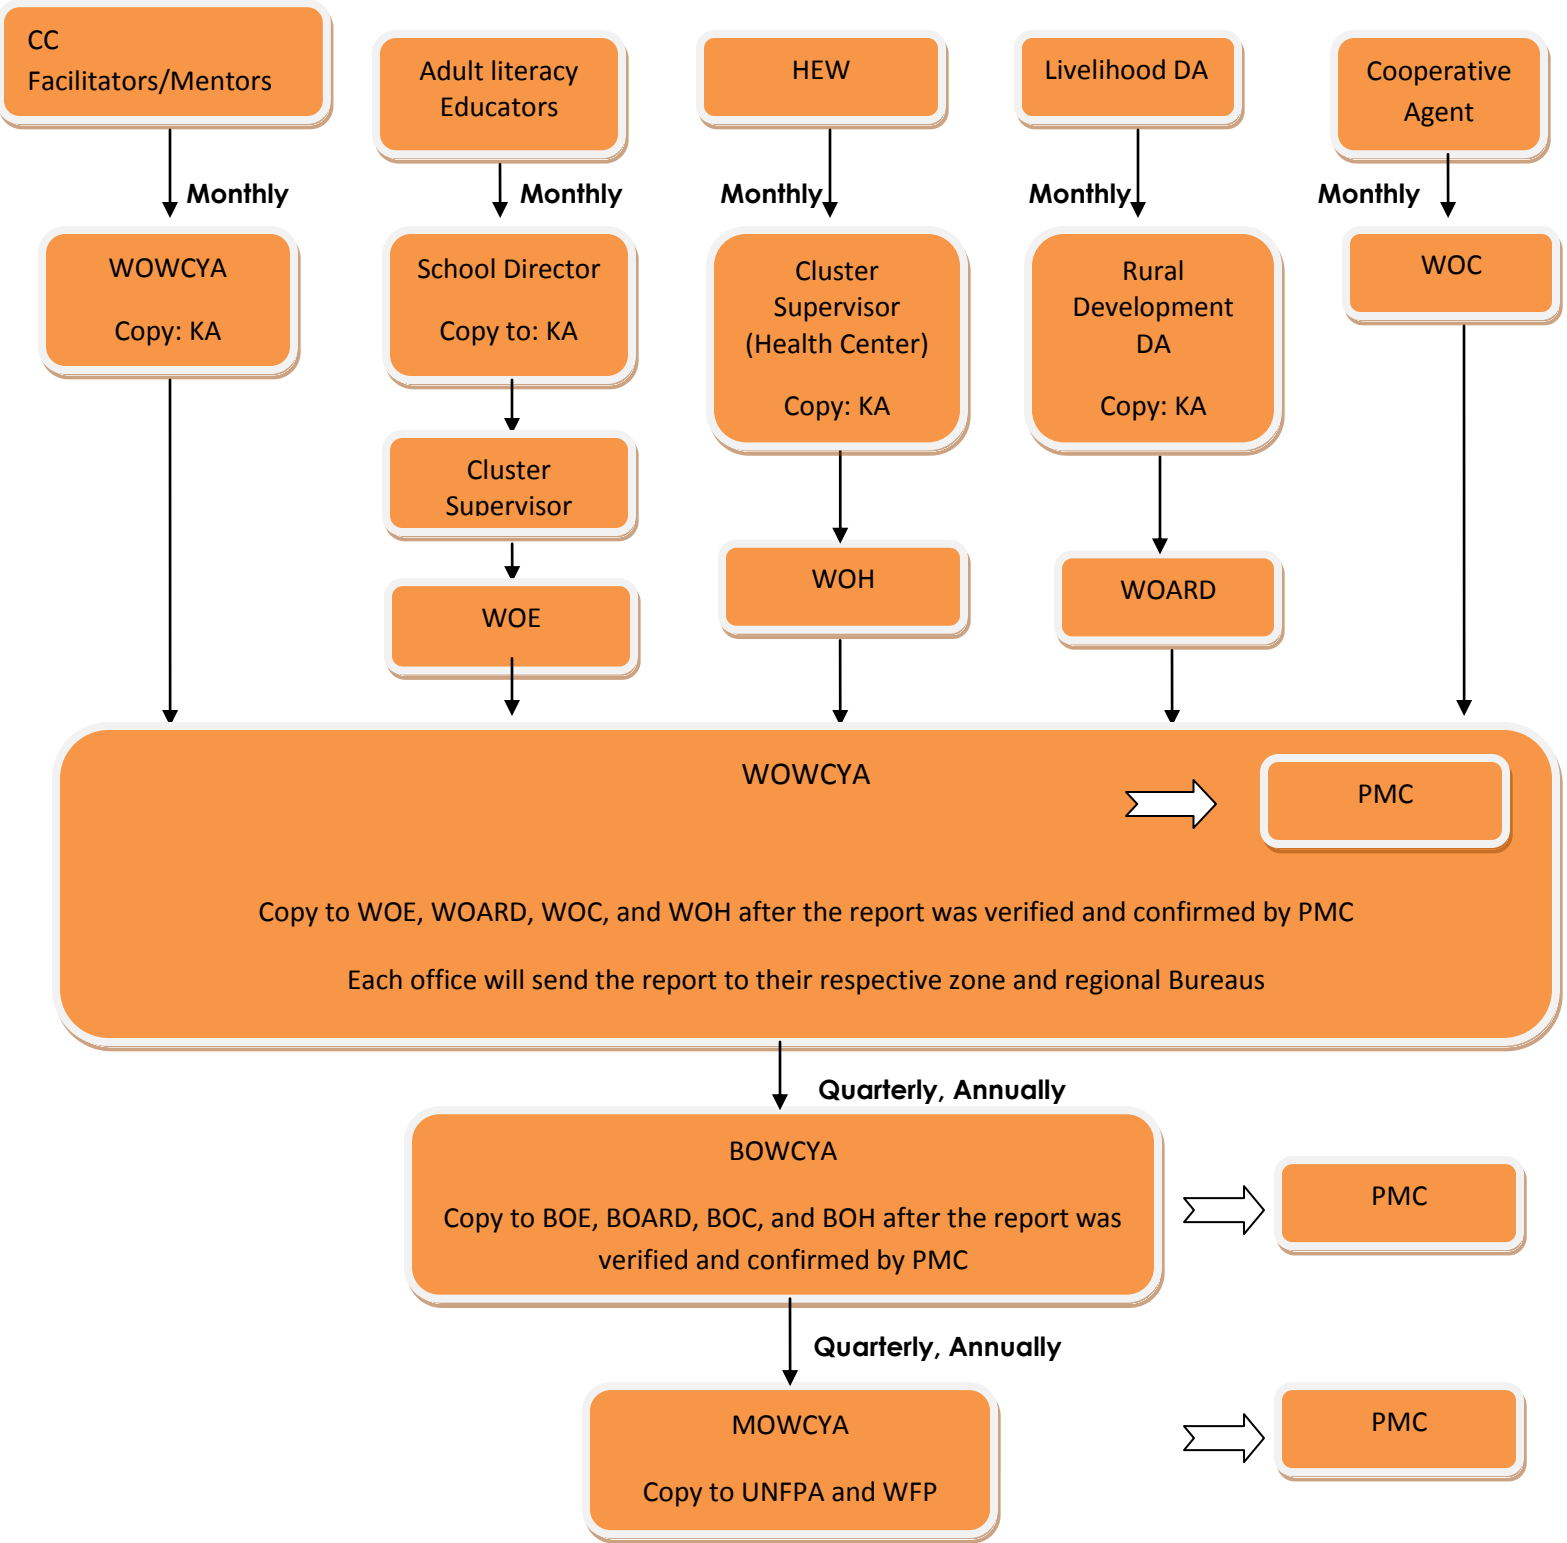 CC
Facilitators/Mentors
Adult literacy
Educators
HEW
Livelihood DA
Cooperative
Agent
Monthly
Monthly
Monthly
Monthly
Monthly
WOWCYA
Copy: KA
School Director
Copy to: KA
Cluster
Supervisor
(Health Center)
Copy: KA
Rural
Development
DA
Copy: KA
WOC
Cluster
Supervisor
WOE
WOH
WOARD
WOWCYA
PMC
Copy to WOE, WOARD, WOC, and WOH after the report was verified and confirmed by PMC
Each office will send the report to their respective zone and regional Bureaus
Quarterly, Annually
BOWCYA
Copy to BOE, BOARD, BOC, and BOH after the report was
verified and confirmed by PMC
PMC
Quarterly, Annually
MOWCYA
Copy to UNFPA and WFP
PMC